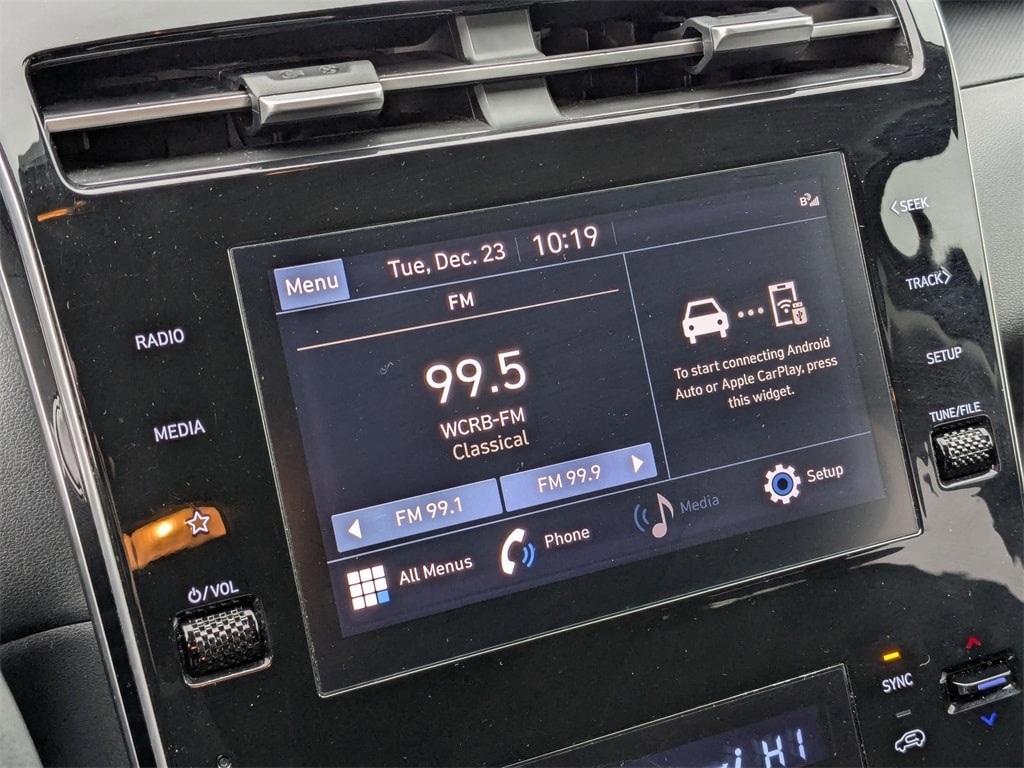 Menu
Tue, Dec. 23
10:19
FM
99.5
WCRB-FM
Classical
FM 99.1
FM 99.9
To start connecting Android
Auto or Apple CarPlay, press
this widget.
All Menus
Phone
Media
Setup
RADIO
MEDIA
VOL
SEEK
TRACK
SETUP
TUNE/FILE
SYNC
HI